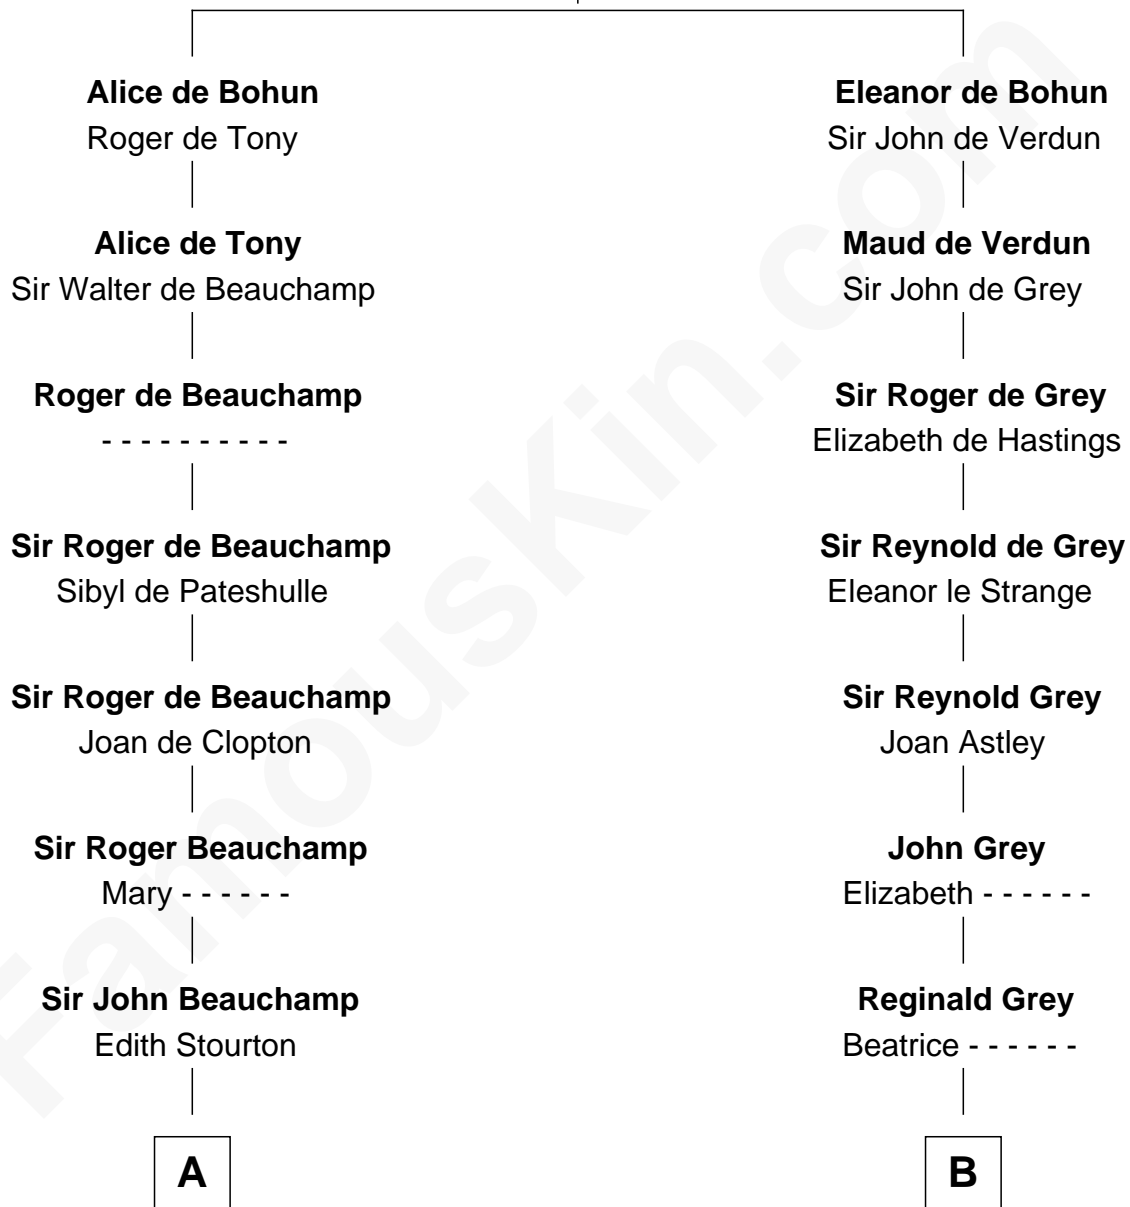 Alice de Bohun
Roger de Tony
Eleanor de Bohun
Sir John de Verdun
Alice de Tony
Sir Walter de Beauchamp
Maud de Verdun
Sir John de Grey
Roger de Beauchamp
- - - - - - - - - -
Sir Roger de Grey
Elizabeth de Hastings
Sir Roger de Beauchamp
Sibyl de Pateshulle
Sir Reynold de Grey
Eleanor le Strange
Sir Roger de Beauchamp
Joan de Clopton
Sir Reynold Grey
Joan Astley
Sir Roger Beauchamp
Mary - - - - - -
John Grey
Elizabeth - - - - - -
Sir John Beauchamp
Edith Stourton
Reginald Grey
Beatrice - - - - - -
A
B
FamousKin.com